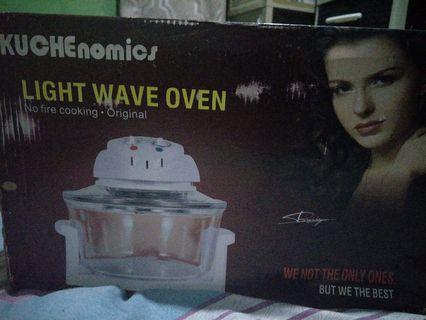 KUCHEnomics
LIGHT WAVE OVEN
No fire cooking • Original
WE NOT THE ONLY ONES
BUT WE THE BEST